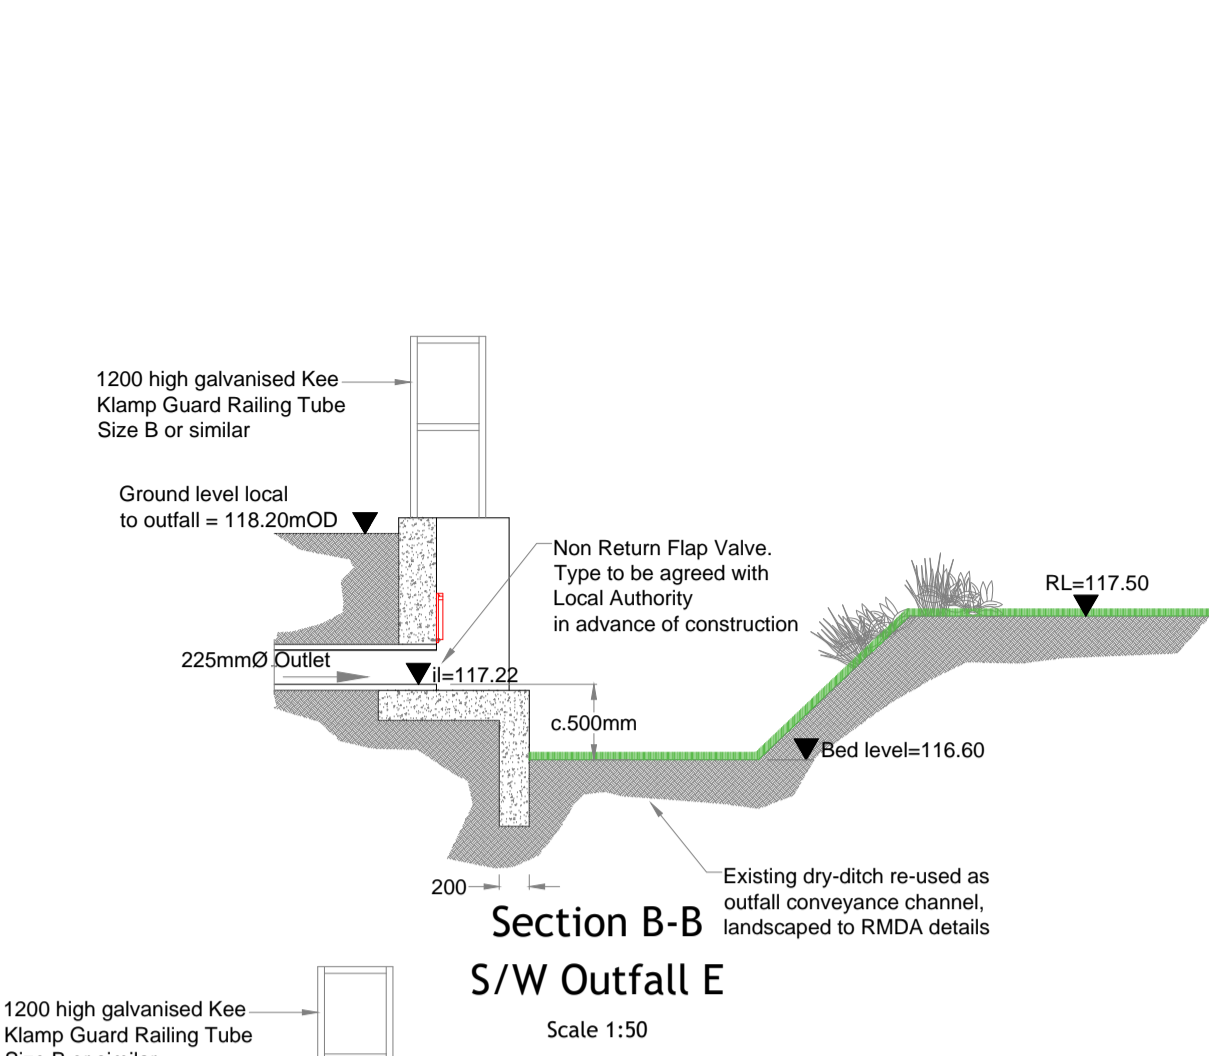 1200 high galvanised Kee
Klamp Guard Railing Tube
Size B or similar
Ground level local
to outfall = 118.20mOD
Non Return Flap Valve.
Type to be agreed with
Local Authority
in advance of construction
RL=117.50
225mmØ Outlet
il=117.22
c.500mm
Bed level=116.60
200
Existing dry-ditch re-used as
outfall conveyance channel,
landscaped to RMDA details
Section B-B
S/W Outfall E
Scale 1:50
1200 high galvanised Kee
Klamp Guard Railing Tube
Size B or similar